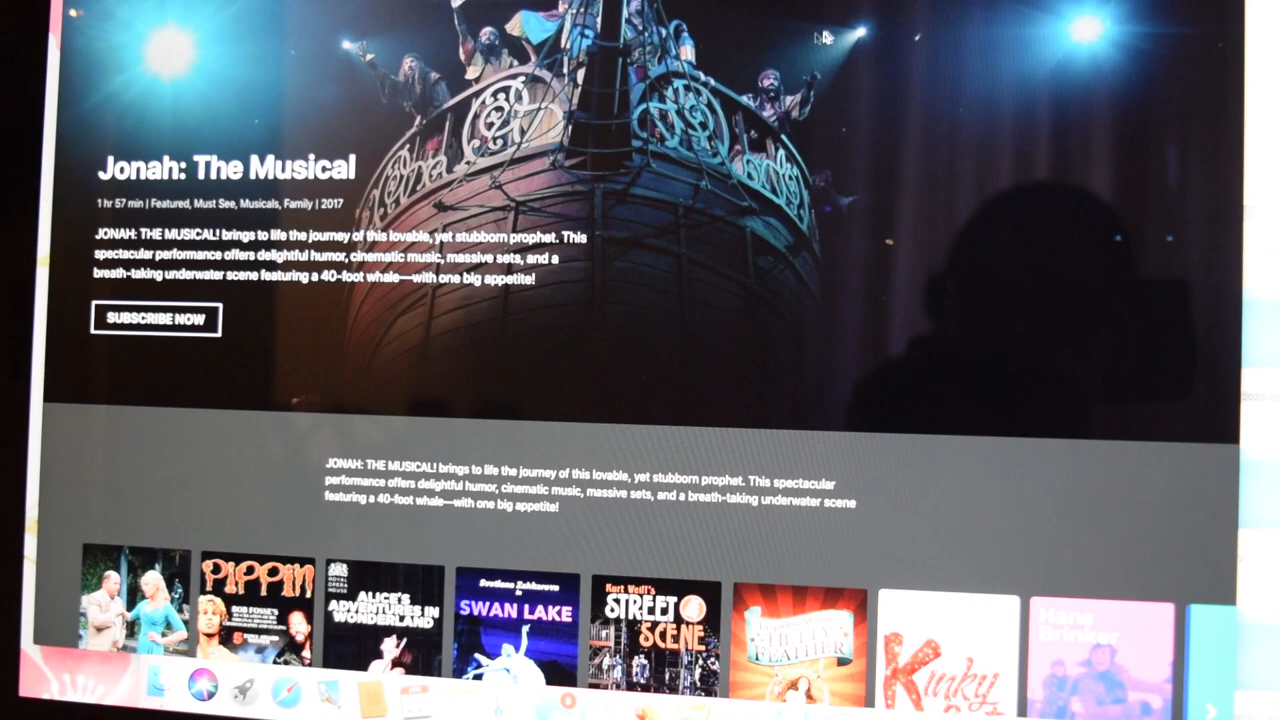 Jonah: The Musical
1 hr 57 min | Featured, Must See, Musicals, Family | 2017
JONAH: THE MUSICAL! brings to life the journey of this lovable, yet stubborn prophet. This
spectacular performance offers delightful humor, cinematic music, massive sets, and a
breath-taking underwater scene featuring a 40-foot whale—with one big appetite!
SUBSCRIBE NOW
JONAH: THE MUSICAL! brings to life the journey of this lovable, yet stubborn prophet. This spectacular
performance offers delightful humor, cinematic music, massive sets, and a breath-taking underwater scene
featuring a 40-foot whale—with one big appetite!
PIPPIN
BOB FOSSE'S
ROYAL
OPERA
HOUSE
ALICE'S
ADVENTURES IN
WONDERLAND
Svetlana Zakharova
in
SWAN LAKE
Kurt Weill's
STREET
SCENE
FEATHER
Kinky
Hans
Brinker